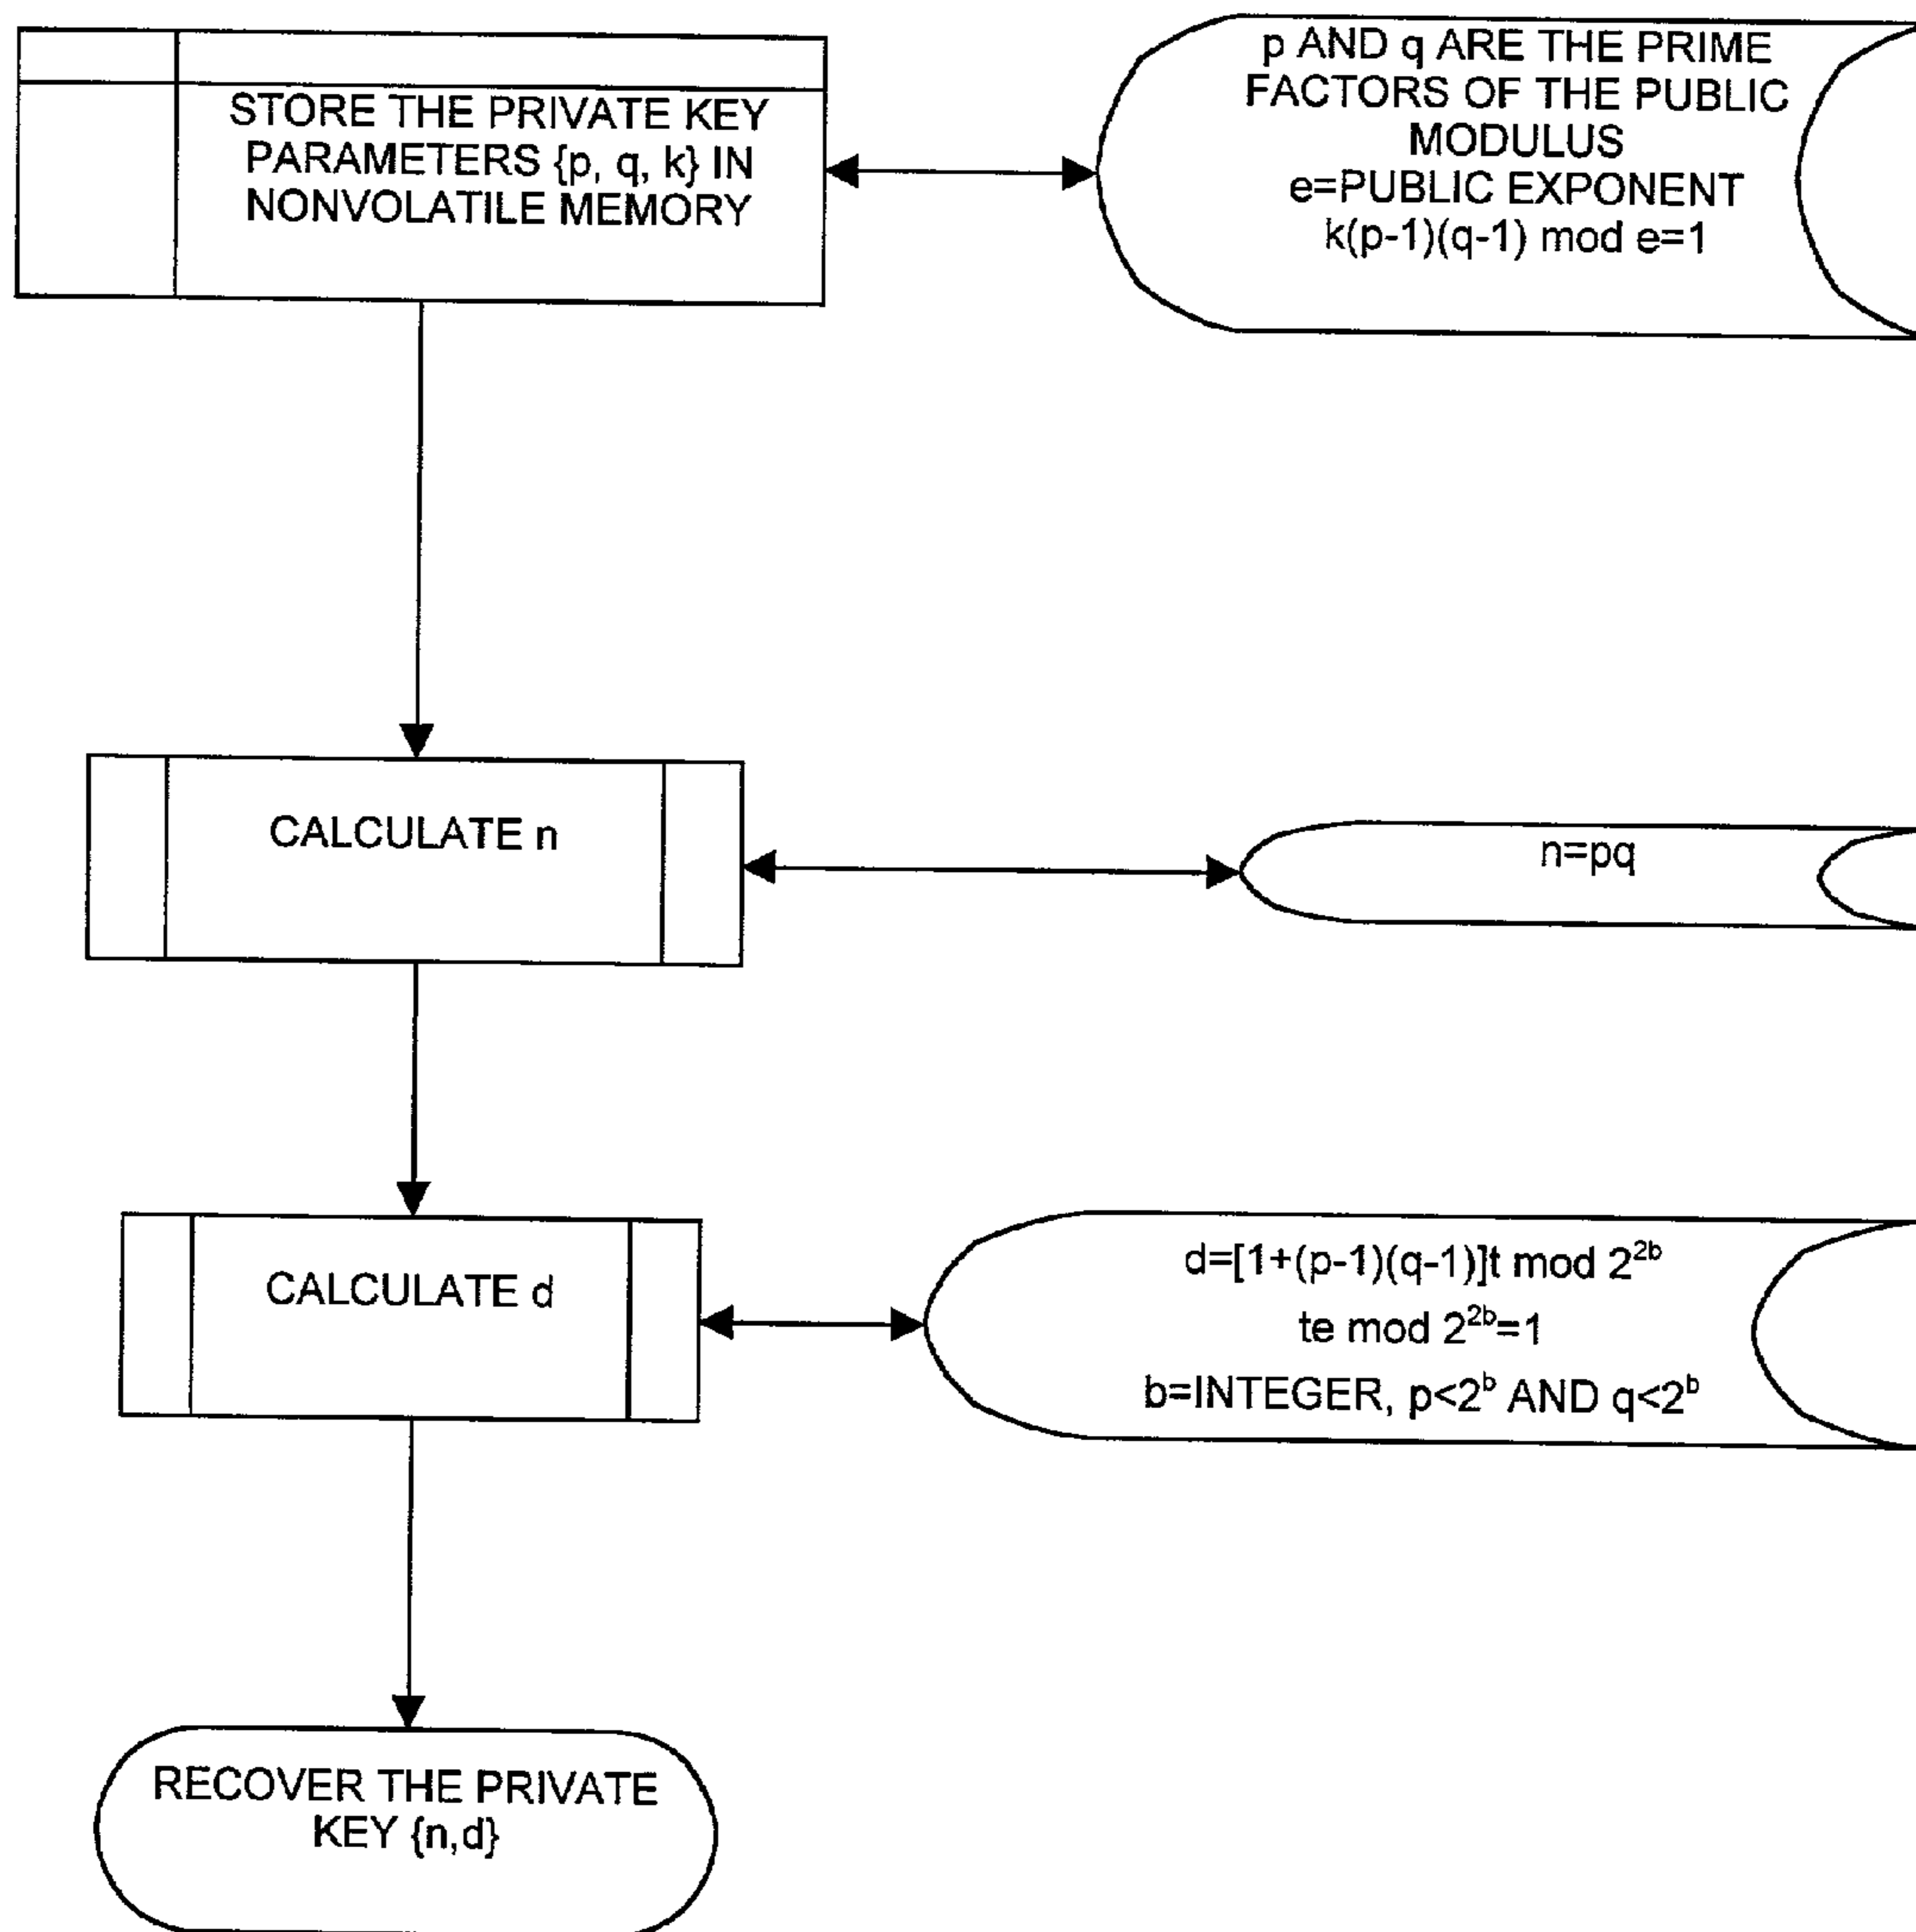 STORE THE PRIVATE KEY
PARAMETERS {p, q, k} IN
NONVOLATILE MEMORY
p AND q ARE THE PRIME
FACTORS OF THE PUBLIC
MODULUS
e=PUBLIC EXPONENT
k(p-1)(q-1) mod e=1
CALCULATE n
n=pq
CALCULATE d
d=[1+(p-1)(q-1)]t mod 2^{2b}
te mod 2^{2b}=1
b=INTEGER, p<2^b AND q<2^b
RECOVER THE PRIVATE
KEY {n,d}